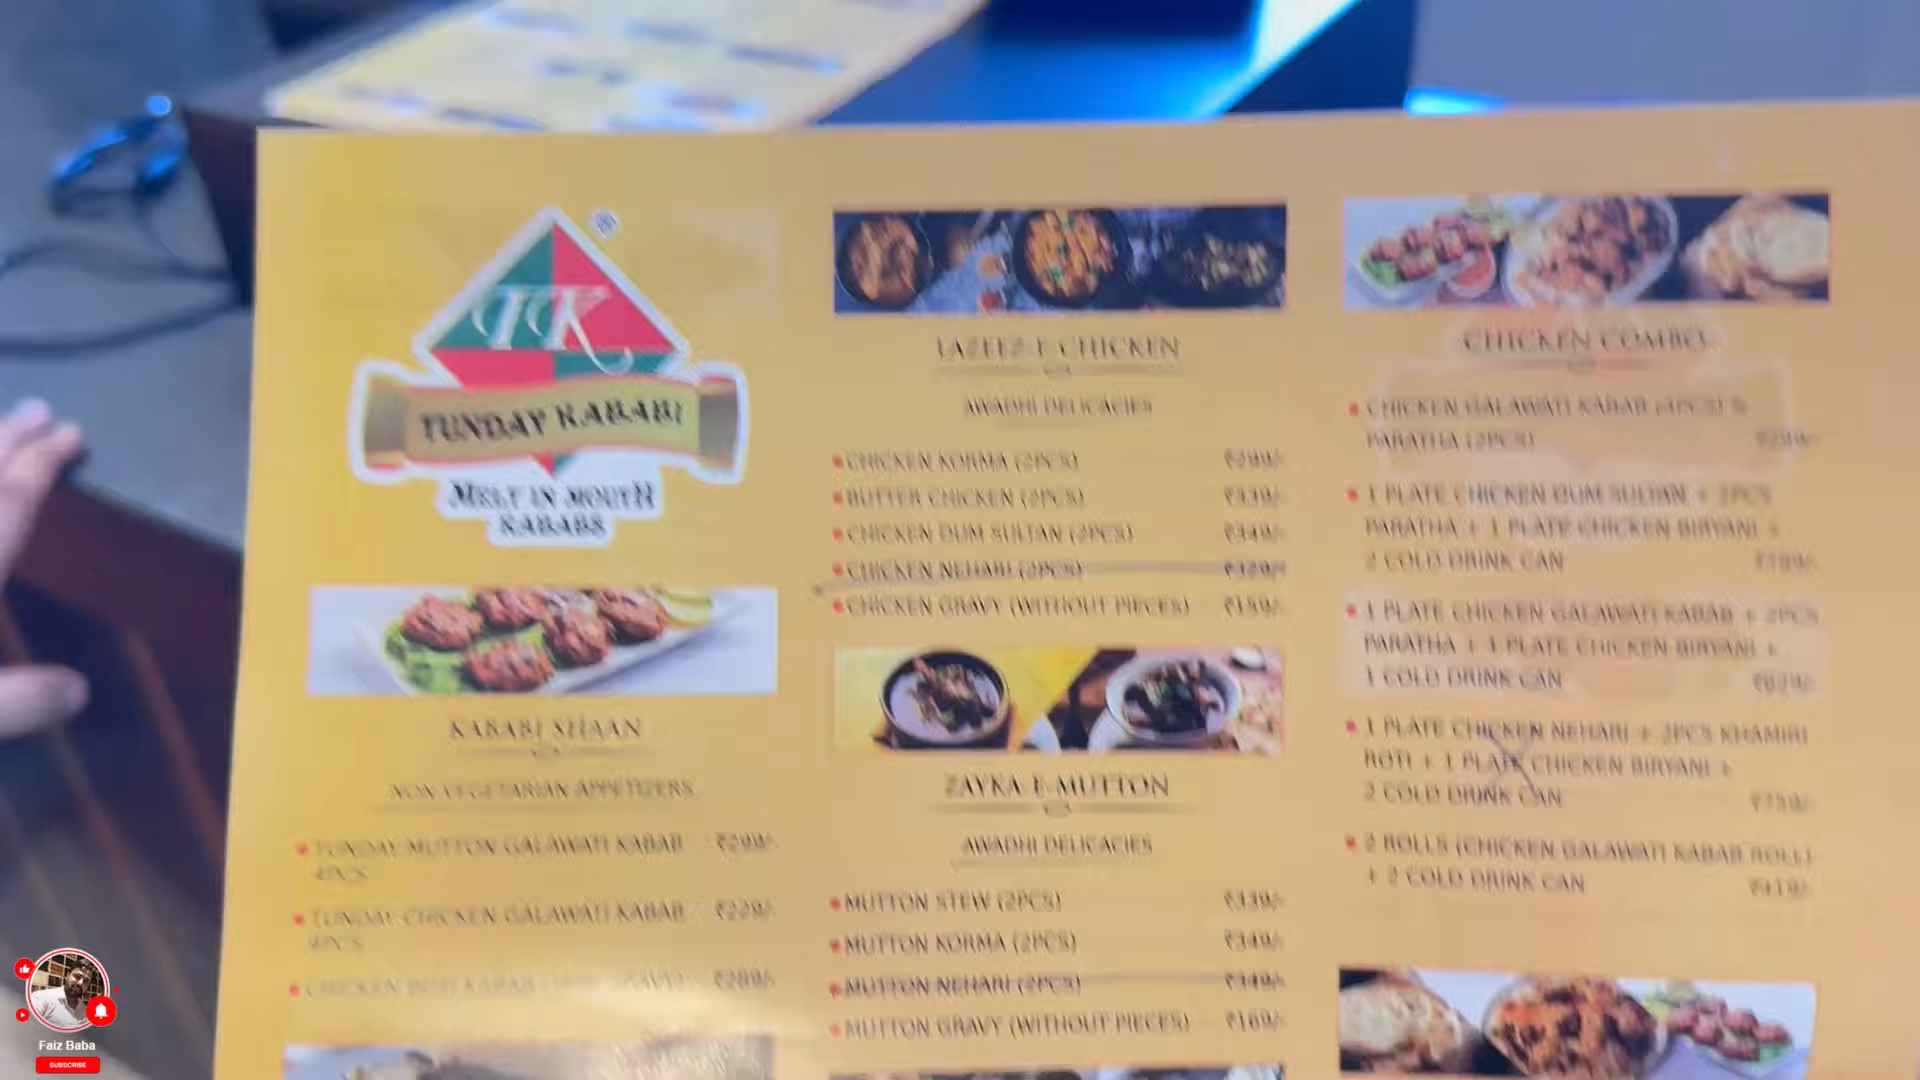 TK
TUNDAY KABABI
MELT IN MOUTH
KABABS
KABABI SHAAN
NON VEGETARIAN APPETIZERS
TUNDAY MUTTON GALAWATI KABAB ₹299/-
4PCS
TUNDAY CHICKEN GALAWATI KABAB ₹229/-
4PCS
CHICKEN BOTI KABAB ₹289/-
LAZEEZ-E-CHICKEN
AWADHI DELICACIES
CHICKEN KORMA (2PCS) ₹299/-
BUTTER CHICKEN (2PCS) ₹339/-
CHICKEN DUM SULTAN (2PCS) ₹349/-
CHICKEN NEHARI (2PCS) ₹329/-
CHICKEN GRAVY (WITHOUT PIECES) ₹159/-
ZAYKA-E-MUTTON
AWADHI DELICACIES
MUTTON STEW (2PCS) ₹339/-
MUTTON KORMA (2PCS) ₹349/-
MUTTON NEHARI (2PCS) ₹349/-
MUTTON GRAVY (WITHOUT PIECES) ₹169/-
CHICKEN COMBO
CHICKEN GALAWATI KABAB (4PCS)
PARATHA (2PCS) ₹299/-
1 PLATE CHICKEN DUM SULTAN + 2PCS
PARATHA + 1 PLATE CHICKEN BIRYANI +
2 COLD DRINK CAN
1 PLATE CHICKEN GALAWATI KABAB + 2PCS
PARATHA + 1 PLATE CHICKEN BIRYANI +
1 COLD DRINK CAN ₹629/-
1 PLATE CHICKEN NEHARI + 2PCS KHAMIRI
ROTI + 1 PLATE CHICKEN BIRYANI +
2 COLD DRINK CAN ₹759/-
2 ROLLS (CHICKEN GALAWATI KABAB ROLL)
+ 2 COLD DRINK CAN ₹419/-
Faiz Baba
SUBSCRIBE